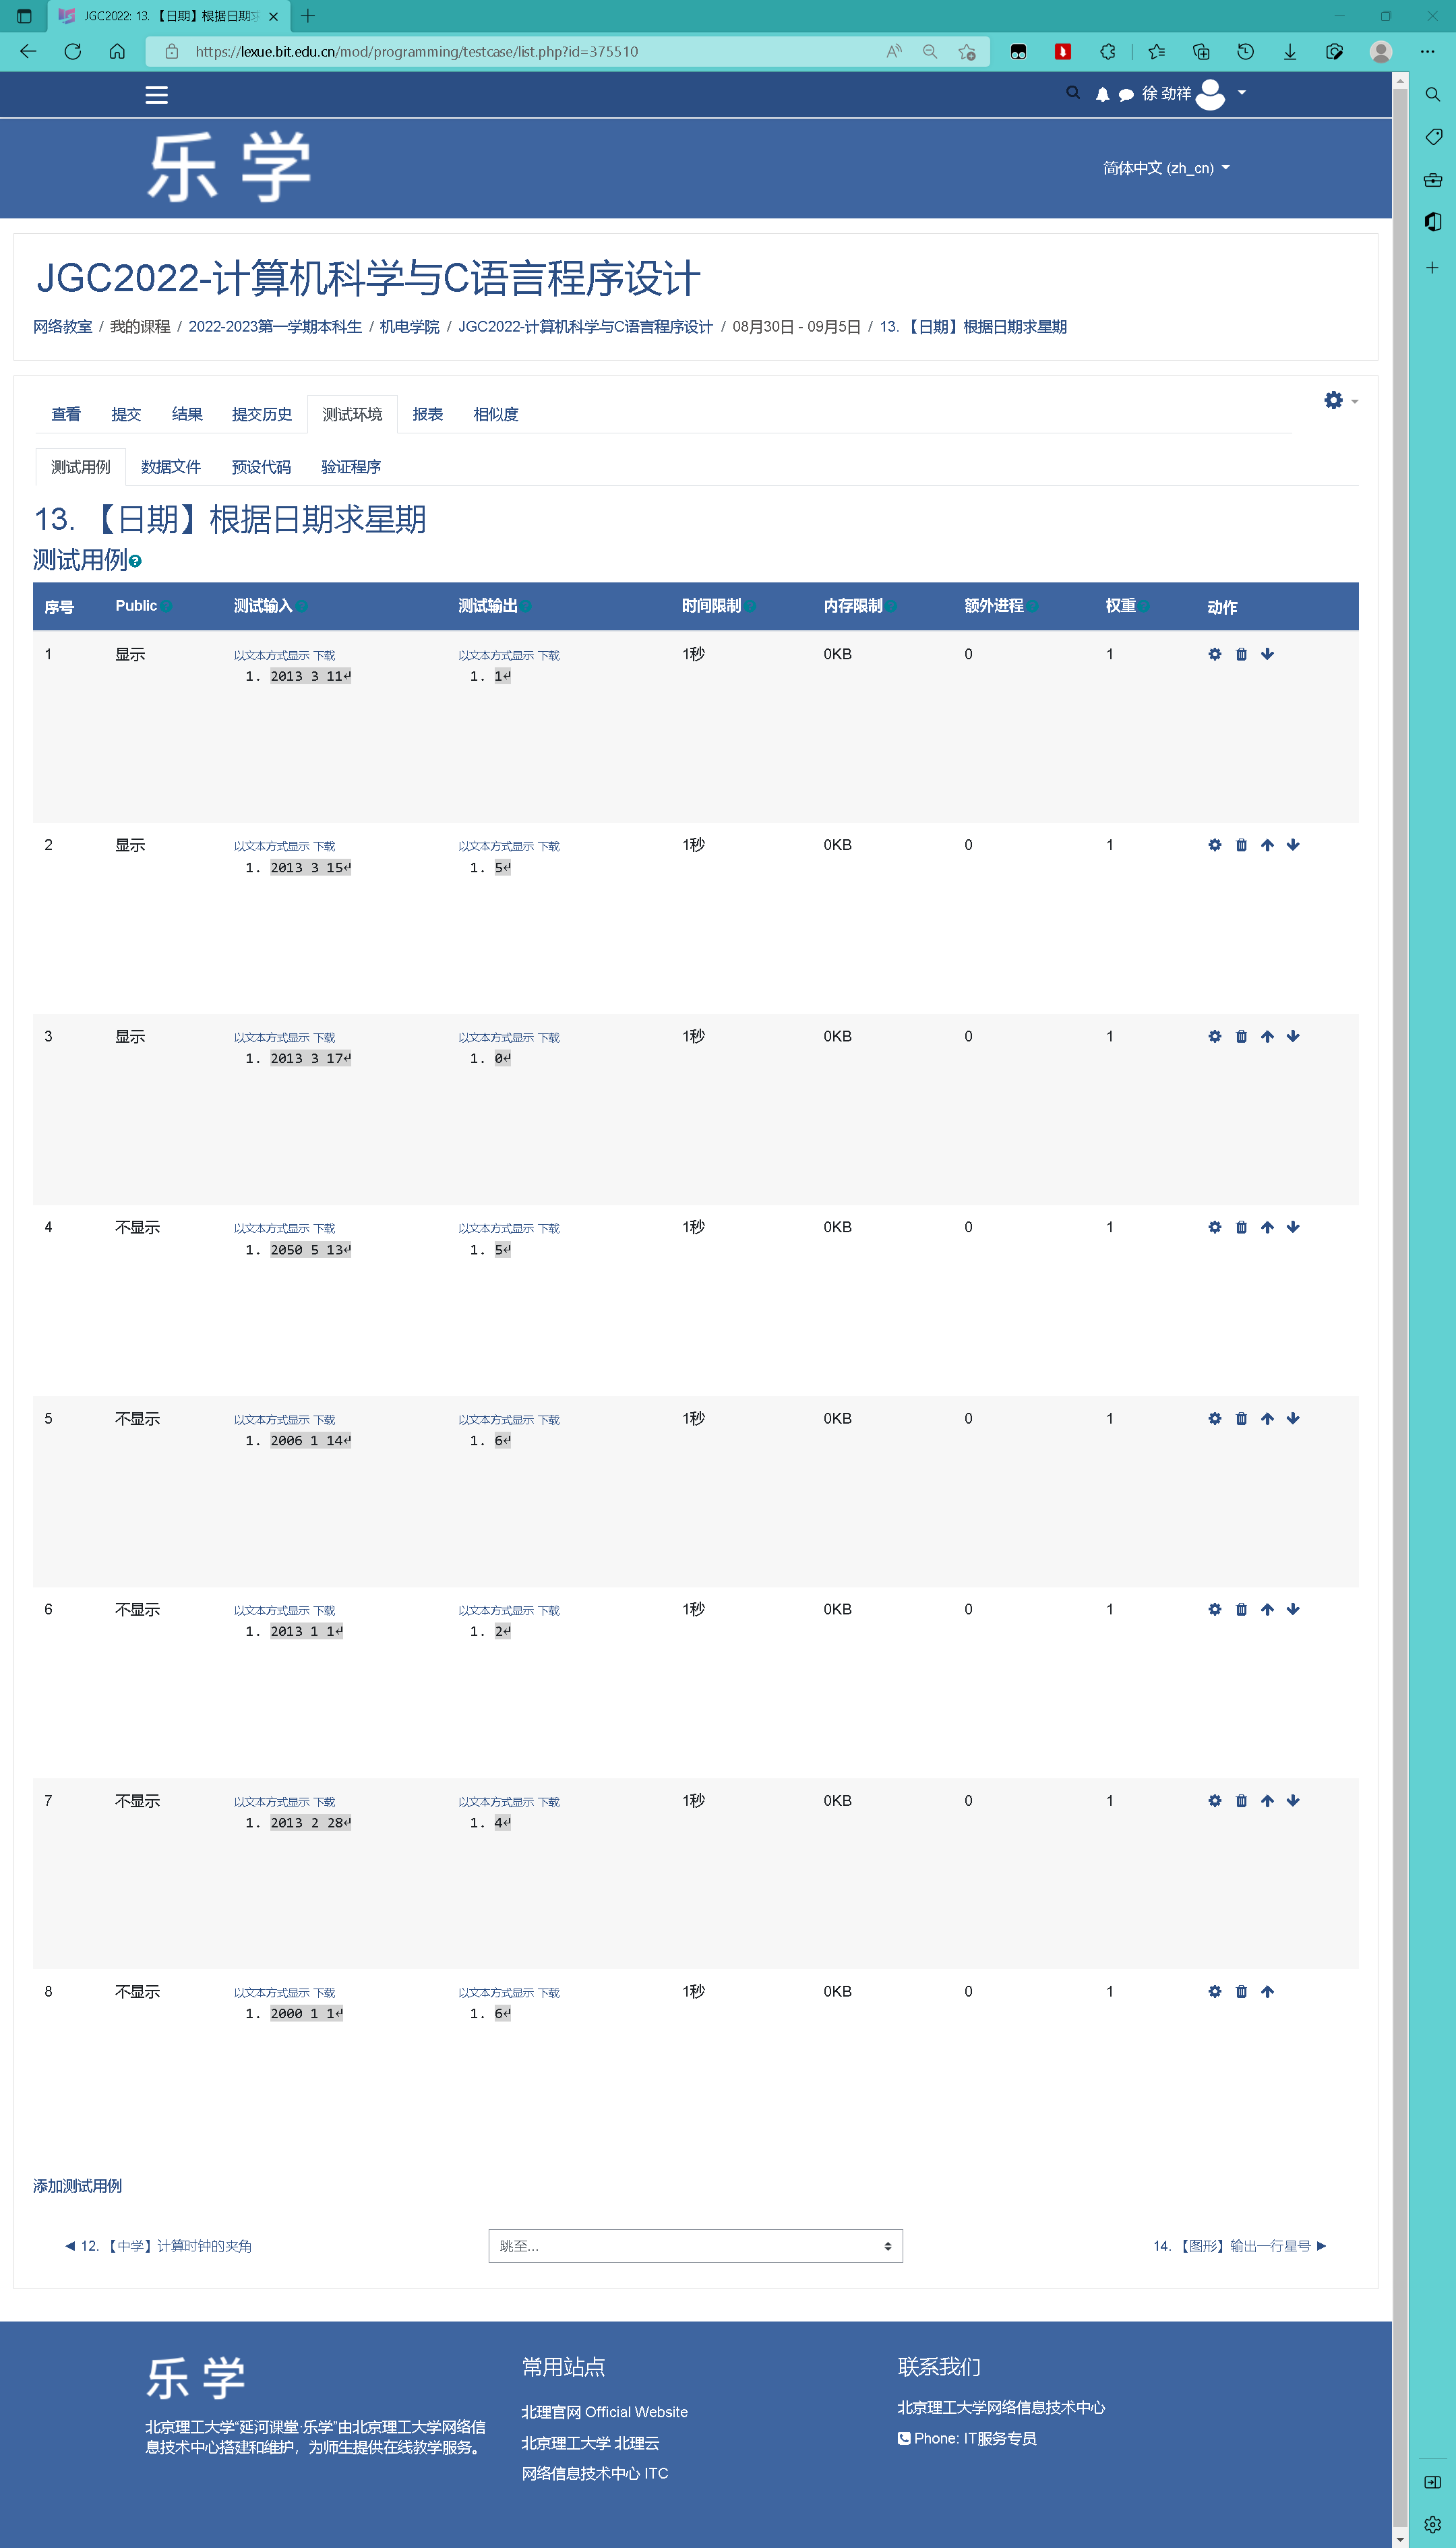 JGC2022: 13. 【日期】根据日期求
https://lexue.bit.edu.cn/mod/programming/testcase/list.php?id=375510
徐 劲祥
乐 学
简体中文 (zh_cn)
JGC2022-计算机科学与C语言程序设计
网络教室 / 我的课程 / 2022-2023第一学期本科生 / 机电学院 / JGC2022-计算机科学与C语言程序设计 / 08月30日 - 09月5日 / 13. 【日期】根据日期求星期
查看 提交 结果 提交历史 测试环境 报表 相似度
测试用例 数据文件 预设代码 验证程序
13. 【日期】根据日期求星期
测试用例
序号 Public 测试输入 测试输出 时间限制 内存限制 额外进程 权重 动作
1 显示 以文本方式显示 下载 以文本方式显示 下载 1秒 0KB 0 1
1. 2013 3 11↵ 1. 1↵
2 显示 以文本方式显示 下载 以文本方式显示 下载 1秒 0KB 0 1
1. 2013 3 15↵ 1. 5↵
3 显示 以文本方式显示 下载 以文本方式显示 下载 1秒 0KB 0 1
1. 2013 3 17↵ 1. 0↵
4 不显示 以文本方式显示 下载 以文本方式显示 下载 1秒 0KB 0 1
1. 2050 5 13↵ 1. 5↵
5 不显示 以文本方式显示 下载 以文本方式显示 下载 1秒 0KB 0 1
1. 2006 1 14↵ 1. 6↵
6 不显示 以文本方式显示 下载 以文本方式显示 下载 1秒 0KB 0 1
1. 2013 1 1↵ 1. 2↵
7 不显示 以文本方式显示 下载 以文本方式显示 下载 1秒 0KB 0 1
1. 2013 2 28↵ 1. 4↵
8 不显示 以文本方式显示 下载 以文本方式显示 下载 1秒 0KB 0 1
1. 2000 1 1↵ 1. 6↵
添加测试用例
◀ 12. 【中学】计算时钟的夹角 跳至... 14. 【图形】输出一行星号 ▶
乐 学
北京理工大学“延河课堂·乐学”由北京理工大学网络信
息技术中心搭建和维护，为师生提供在线教学服务。
常用站点
北理官网 Official Website
北京理工大学 北理云
网络信息技术中心 ITC
联系我们
北京理工大学网络信息技术中心
Phone: IT服务专员